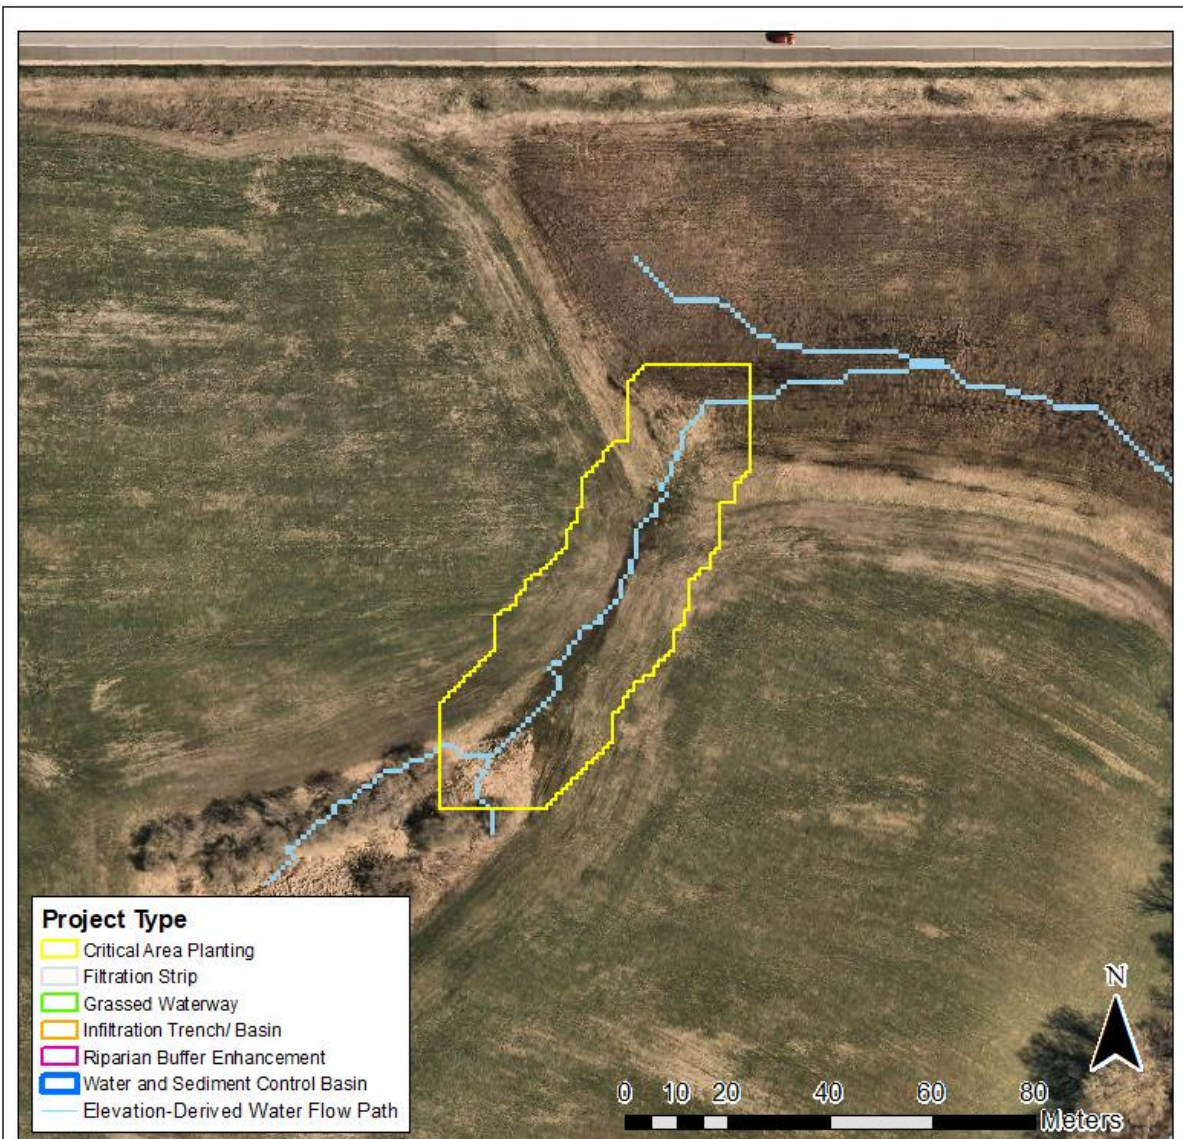 Project Type
Critical Area Planting
Filtration Strip
Grassed Waterway
Infiltration Trench/ Basin
Riparian Buffer Enhancement
Water and Sediment Control Basin
Elevation-Derived Water Flow Path
N
0 10 20 40 60 80
Meters